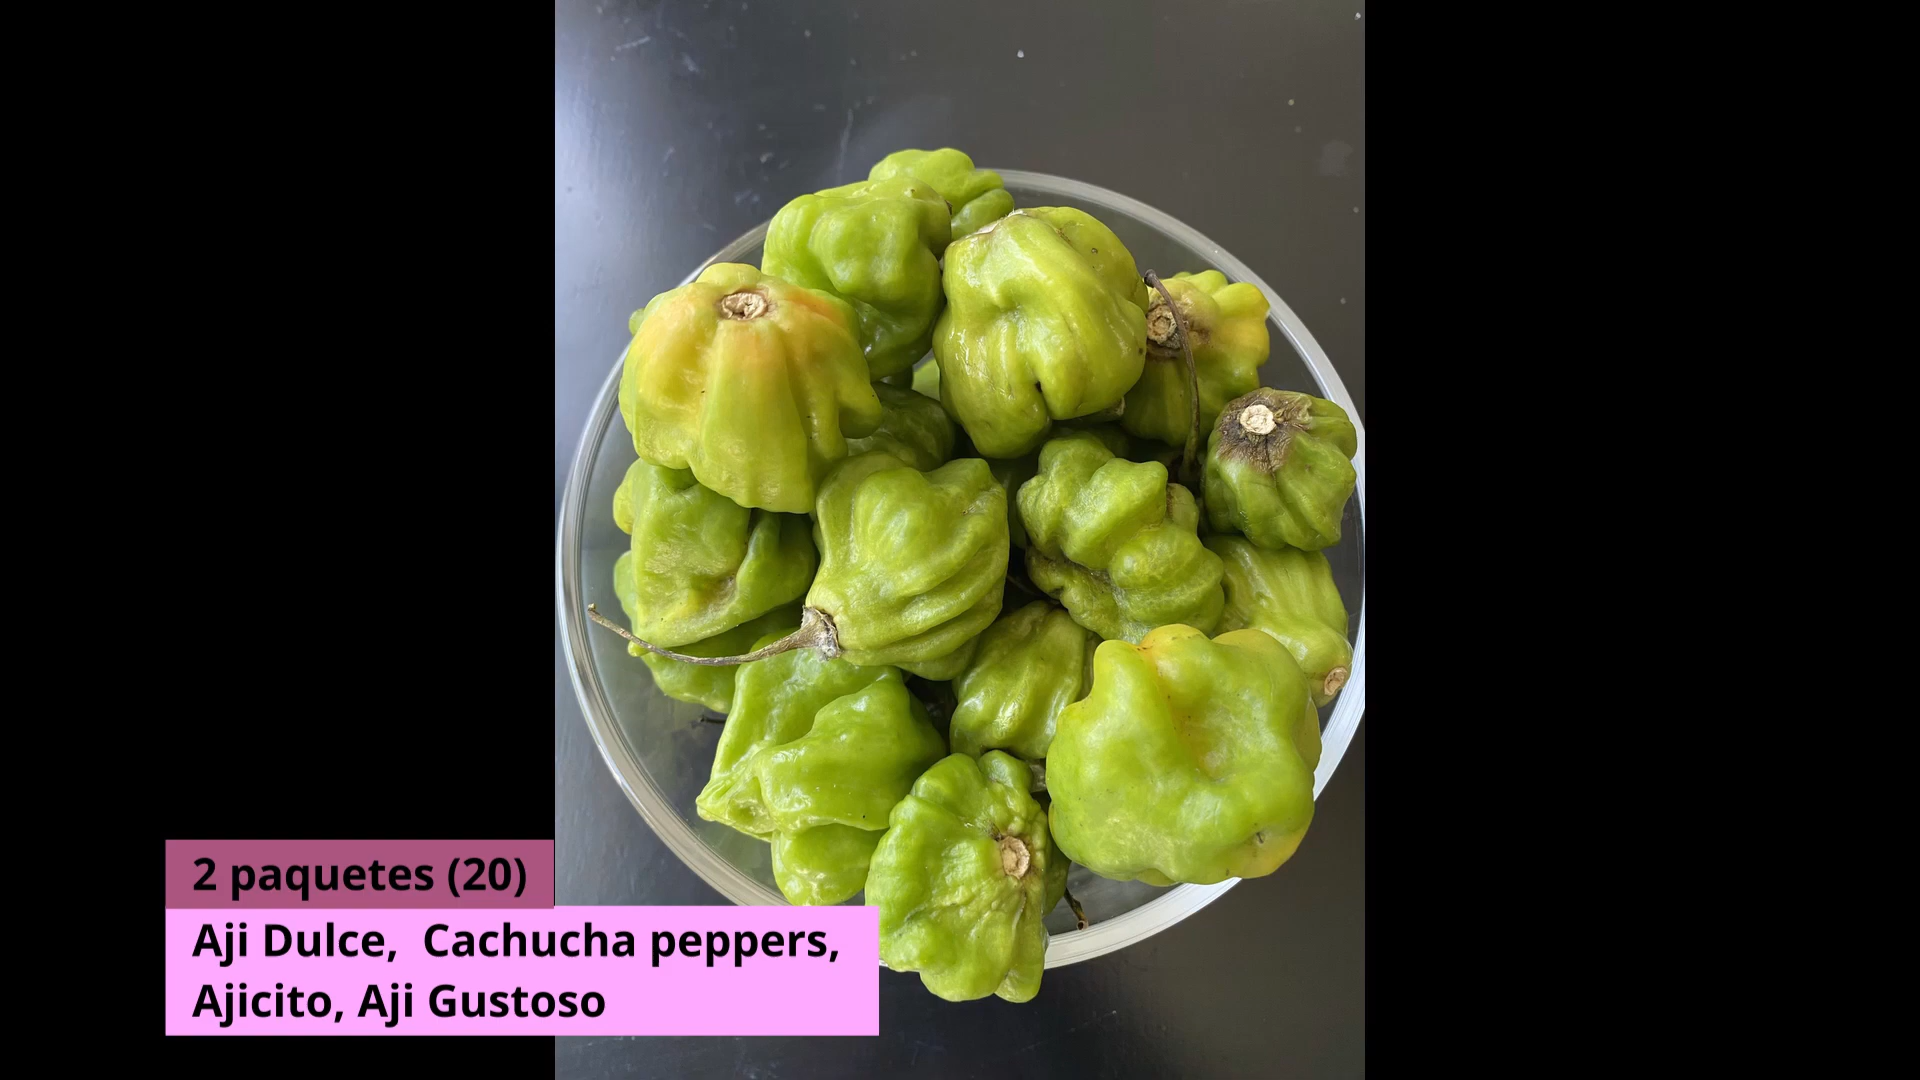 2 paquetes (20)
Aji Dulce,  Cachucha peppers,
Ajicito, Aji Gustoso